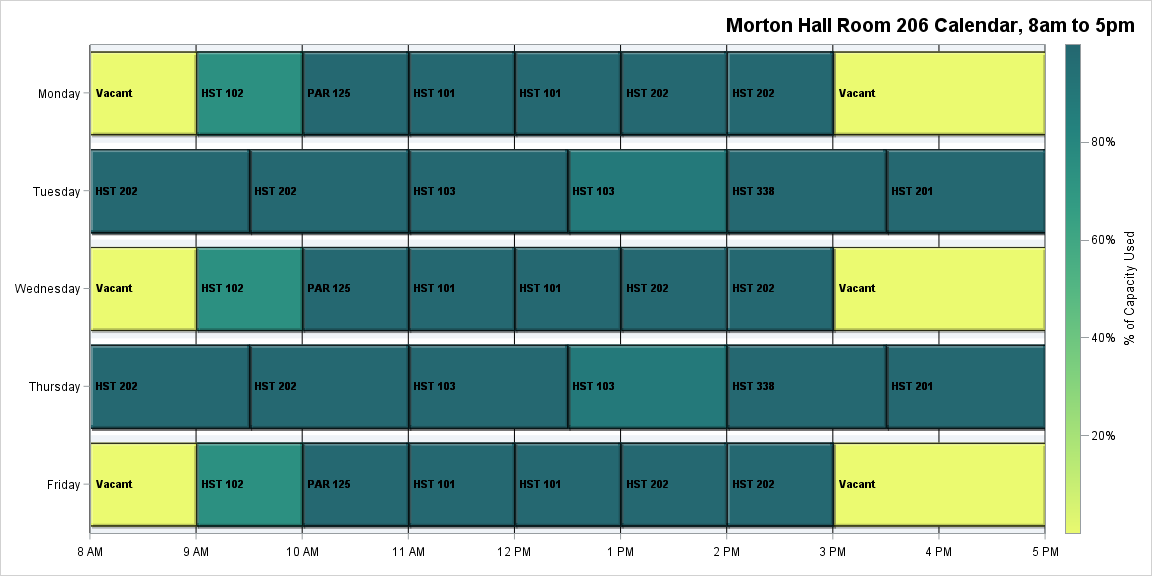 Morton Hall Room 206 Calendar, 8am to 5pm
Monday
Vacant
HST 102
PAR 125
HST 101
HST 101
HST 202
HST 202
Vacant
Tuesday
HST 202
HST 202
HST 103
HST 103
HST 338
HST 201
Wednesday
Vacant
HST 102
PAR 125
HST 101
HST 101
HST 202
HST 202
Vacant
Thursday
HST 202
HST 202
HST 103
HST 103
HST 338
HST 201
Friday
Vacant
HST 102
PAR 125
HST 101
HST 101
HST 202
HST 202
Vacant
8 AM
9 AM
10 AM
11 AM
12 PM
1 PM
2 PM
3 PM
4 PM
5 PM
80%
60%
40%
20%
% of Capacity Used